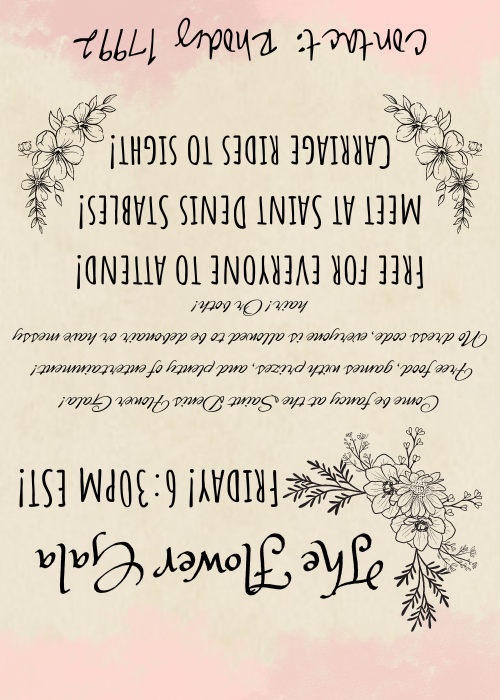 The Flower Gala
FRIDAY! 6:30PM EST!
Come be fancy at the Saint Denis Flower Gala!
Free food, games with prizes, and plenty of entertainment!
No dress code, everyone is allowed to be debonair or have messy
hair! Or both!
FREE FOR EVERYONE TO ATTEND!
MEET AT SAINT DENIS STABLES!
CARRIAGE RIDES TO SIGHT!
Contact: Rhodey 17992